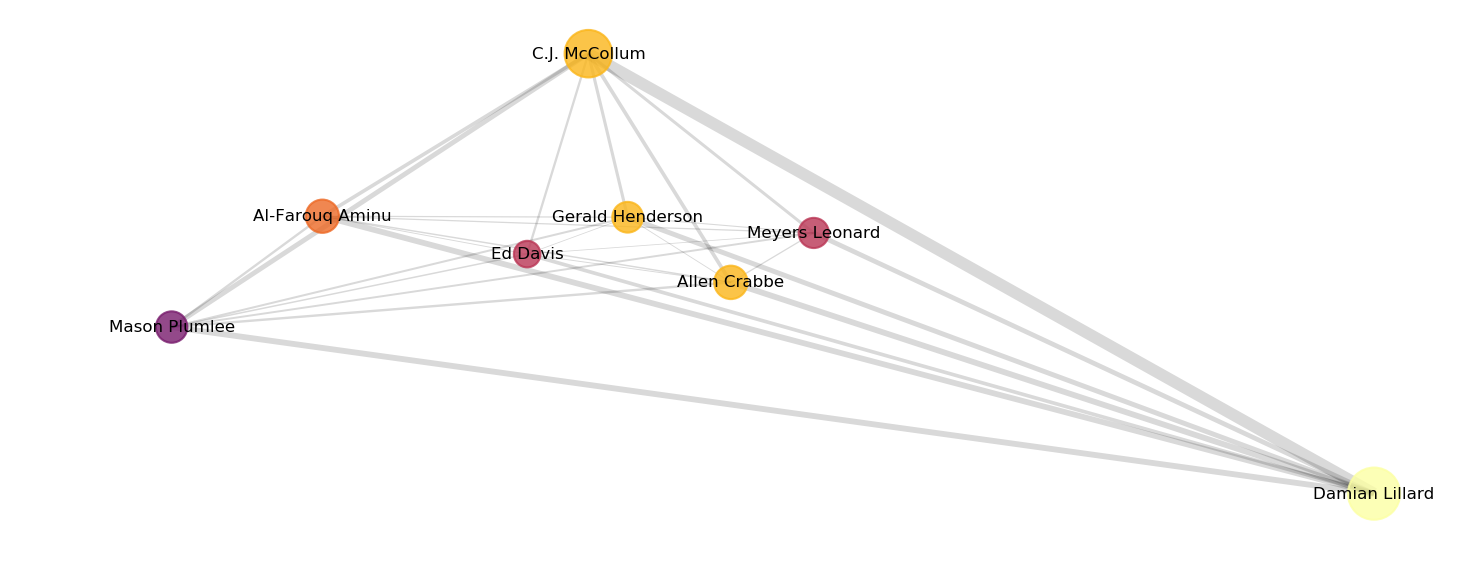 C.J. McCollum
Al-Farouq Aminu
Gerald Henderson
Meyers Leonard
Ed Davis
Allen Crabbe
Mason Plumlee
Damian Lillard